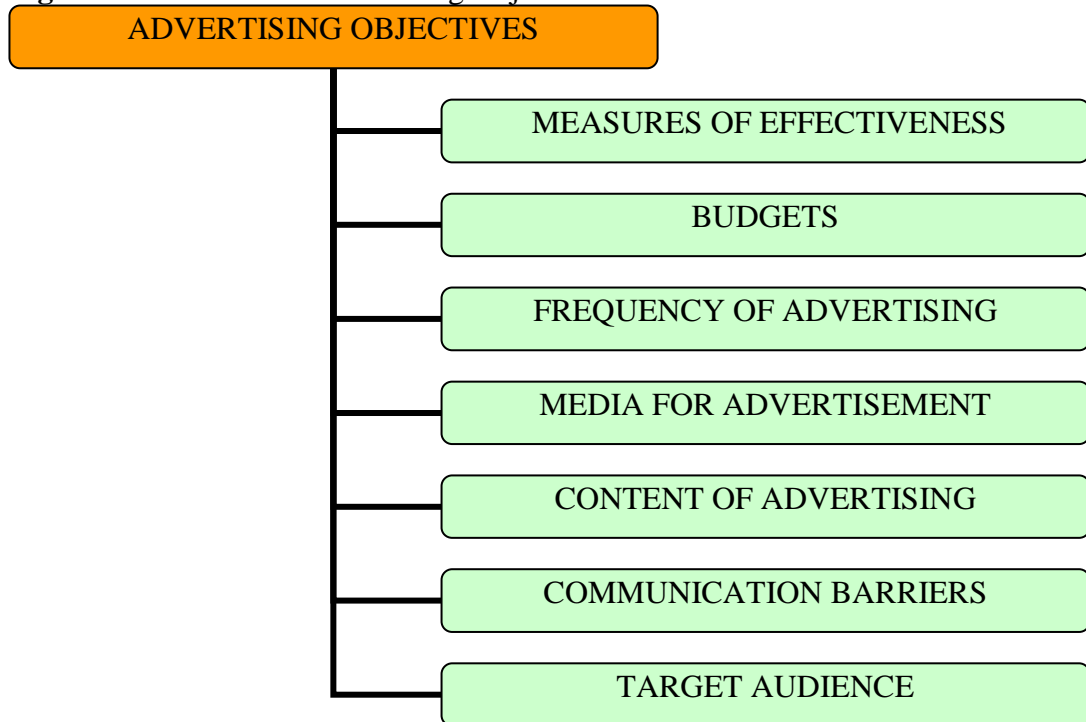 ADVERTISING OBJECTIVES
MEASURES OF EFFECTIVENESS
BUDGETS
FREQUENCY OF ADVERTISING
MEDIA FOR ADVERTISEMENT
CONTENT OF ADVERTISING
COMMUNICATION BARRIERS
TARGET AUDIENCE